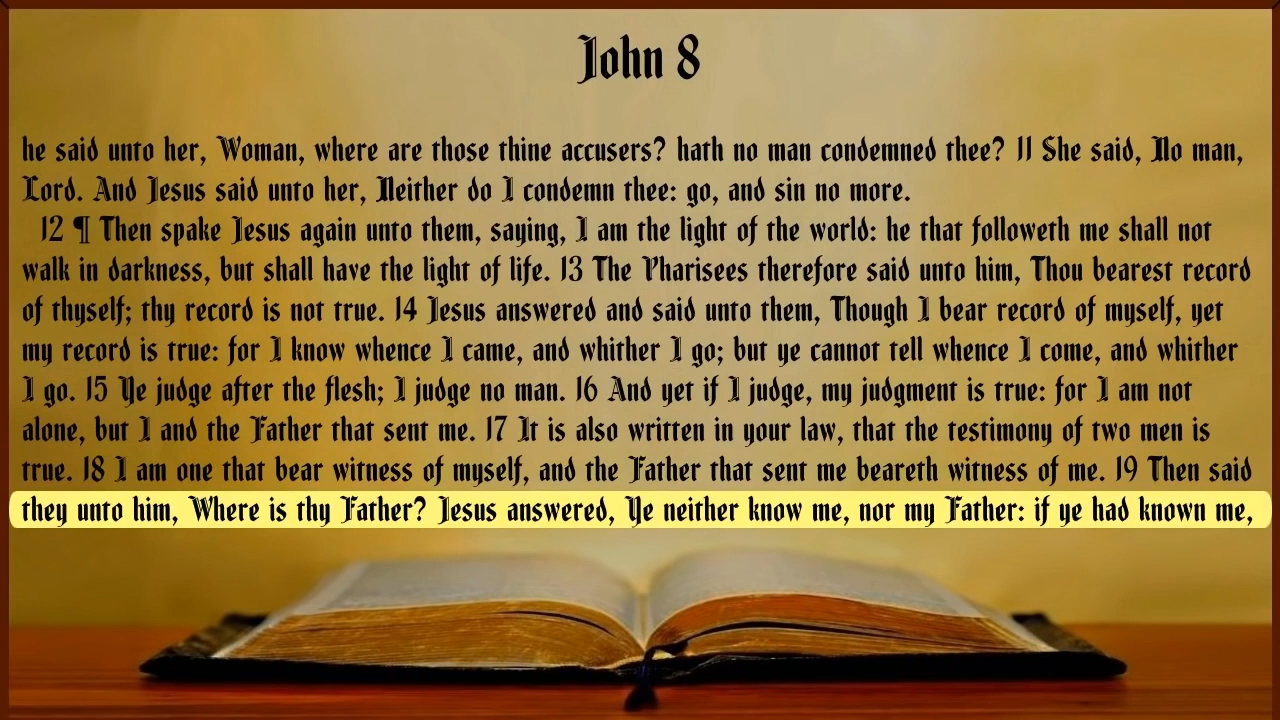 John 8
he said unto her, Woman, where are those thine accusers? hath no man condemned thee? 11 She said, No man,
Lord. And Jesus said unto her, Neither do I condemn thee: go, and sin no more.
12 ¶ Then spake Jesus again unto them, saying, I am the light of the world: he that followeth me shall not
walk in darkness, but shall have the light of life. 13 The Pharisees therefore said unto him, Thou bearest record
of thyself; thy record is not true. 14 Jesus answered and said unto them, Though I bear record of myself, yet
my record is true: for I know whence I came, and whither I go; but ye cannot tell whence I come, and whither
I go. 15 Ye judge after the flesh; I judge no man. 16 And yet if I judge, my judgment is true: for I am not
alone, but I and the Father that sent me. 17 It is also written in your law, that the testimony of two men is
true. 18 I am one that bear witness of myself, and the Father that sent me beareth witness of me. 19 Then said
they unto him, Where is thy Father? Jesus answered, Ye neither know me, nor my Father: if ye had known me,